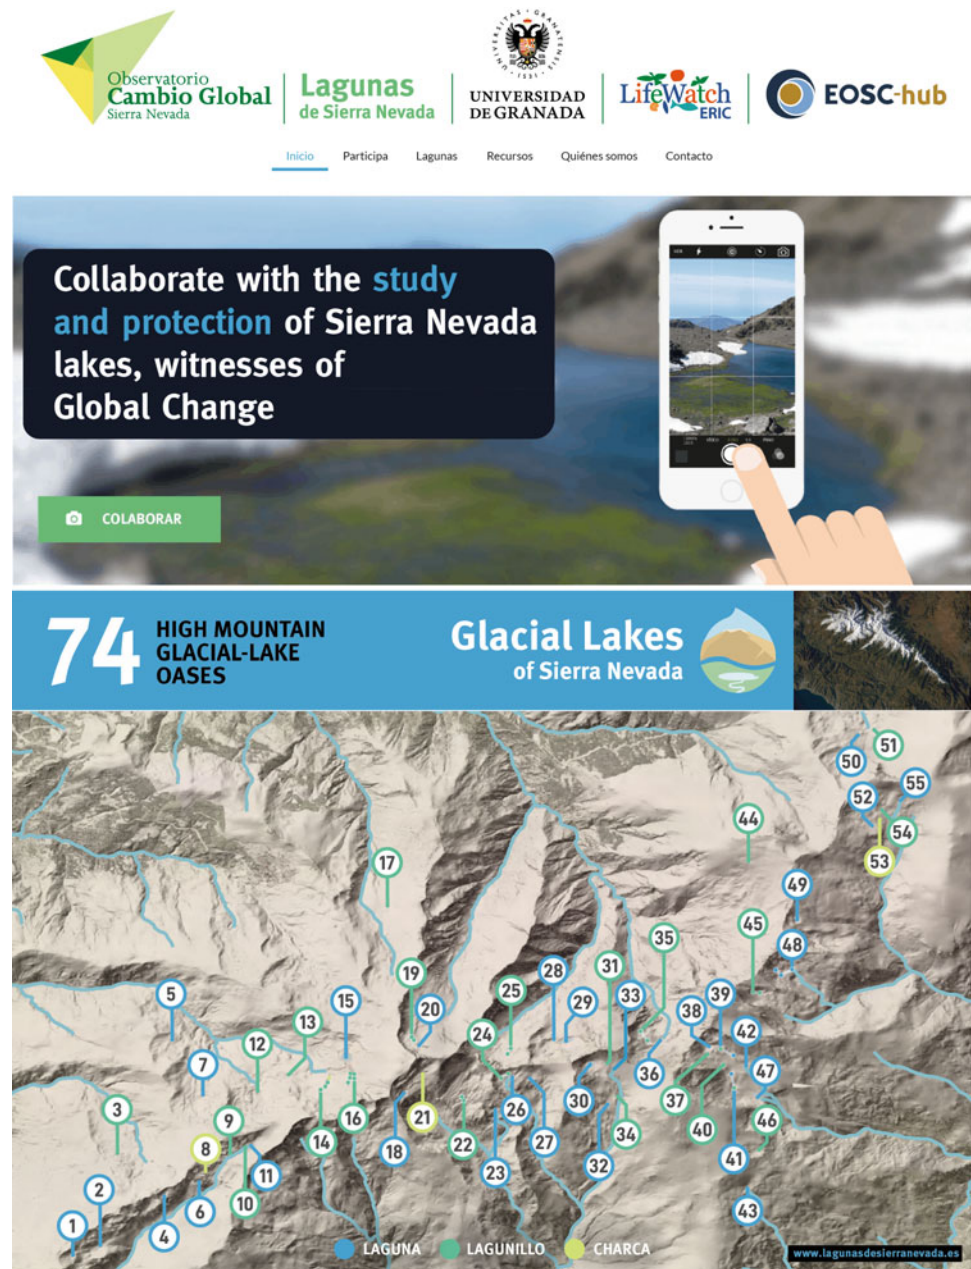 Observatorio
Cambio Global
Sierra Nevada
Lagunas
de Sierra Nevada
UNIVERSITAS GRANATENSIS
1531
UNIVERSIDAD
DE GRANADA
LifeWatch
ERIC
EOSC-hub
Inicio Participa Lagunas Recursos Quiénes somos Contacto
Collaborate with the study
and protection of Sierra Nevada
lakes, witnesses of
Global Change
COLABORAR
74
HIGH MOUNTAIN
GLACIAL-LAKE
OASES
Glacial Lakes
of Sierra Nevada
51
50
55
52
44
54
53
17
49
45
35
48
31
28
19
25
33
5
15
39
29
20
38
13
42
24
12
36
7
47
30
37
3
16
21
26
9
40
34
46
14
22
27
8
18
41
32
11
23
2
10
6
43
1
4
LAGUNA LAGUNILLO CHARCA
www.lagunasdesierranevada.es